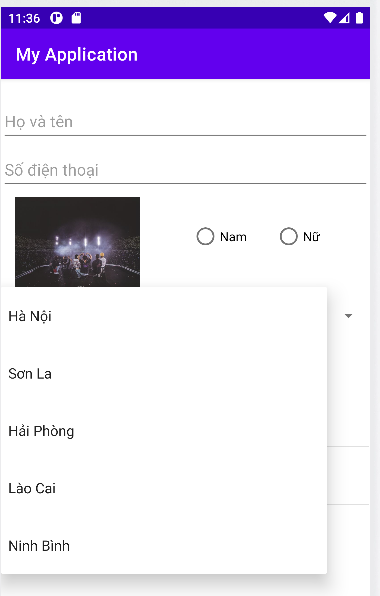 11:36
My Application
Họ và tên
Số điện thoại
Nam
Nữ
Hà Nội
Sơn La
Hải Phòng
Lào Cai
Ninh Bình